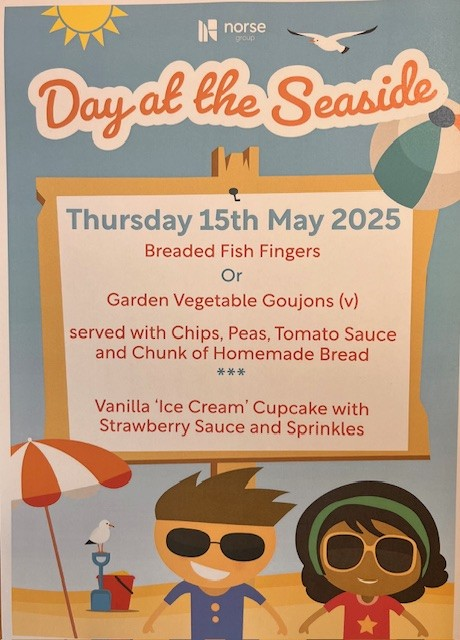 norse
group
Day at the Seaside
Thursday 15th May 2025
Breaded Fish Fingers
Or
Garden Vegetable Goujons (v)
served with Chips, Peas, Tomato Sauce
and Chunk of Homemade Bread
***
Vanilla 'Ice Cream' Cupcake with
Strawberry Sauce and Sprinkles